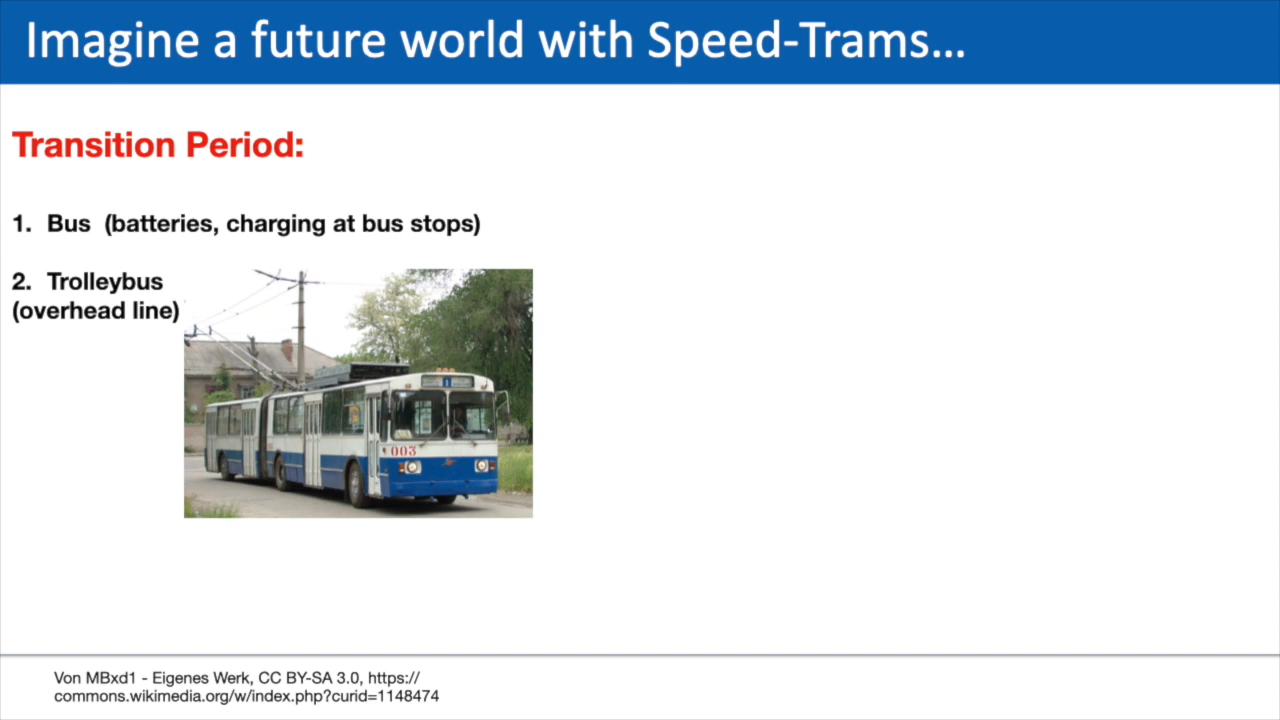 Imagine a future world with Speed-Trams...
Transition Period:
1. Bus (batteries, charging at bus stops)
2. Trolleybus
(overhead line)
1
003
Von MBxd1 - Eigenes Werk, CC BY-SA 3.0, https://
commons.wikimedia.org/w/index.php?curid=1148474